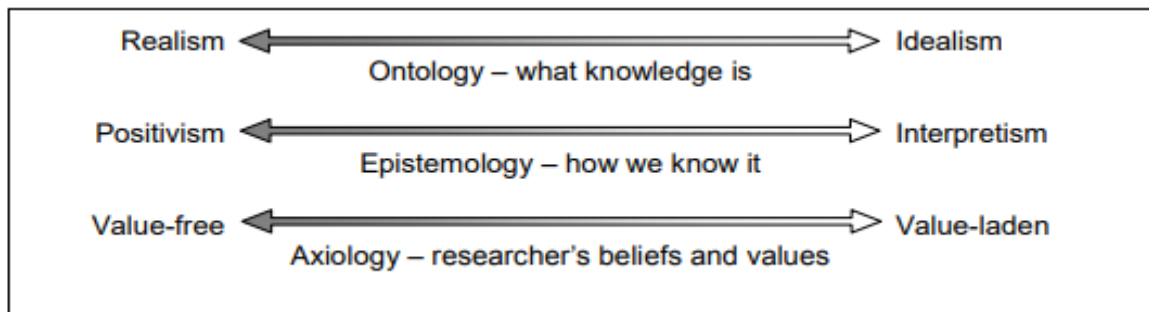 Realism Idealism
Ontology – what knowledge is
Positivism Interpretism
Epistemology – how we know it
Value-free Value-laden
Axiology – researcher's beliefs and values